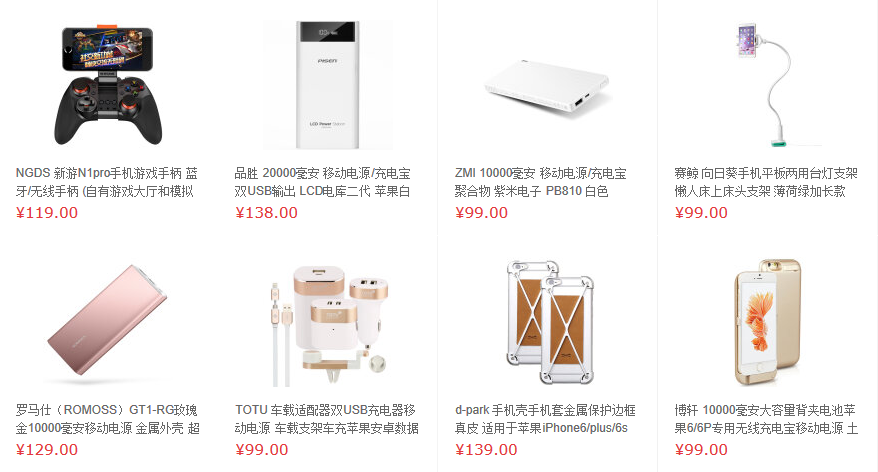 PISEN
LCD Power Station
NGDS 新游N1pro手机游戏手柄 蓝
牙/无线手柄 (自有游戏大厅和模拟
¥119.00
品胜 20000毫安 移动电源/充电宝
双USB输出 LCD电库二代 苹果白
¥138.00
ZMI 10000毫安 移动电源/充电宝
聚合物 紫米电子 PB810 白色
¥99.00
赛鲸 向日葵手机平板两用台灯支架
懒人床上床头支架 薄荷绿加长款
¥99.00
罗马仕（ROMOSS）GT1-RG玫瑰
金10000毫安移动电源 金属外壳 超
¥129.00
TOTU 车载适配器双USB充电器移
动电源 车载支架车充苹果安卓数据
¥99.00
d-park 手机壳手机套金属保护边框
真皮 适用于苹果iPhone6/plus/6s
¥139.00
博轩 10000毫安大容量背夹电池苹
果6/6P专用无线充电宝移动电源 土
¥99.00